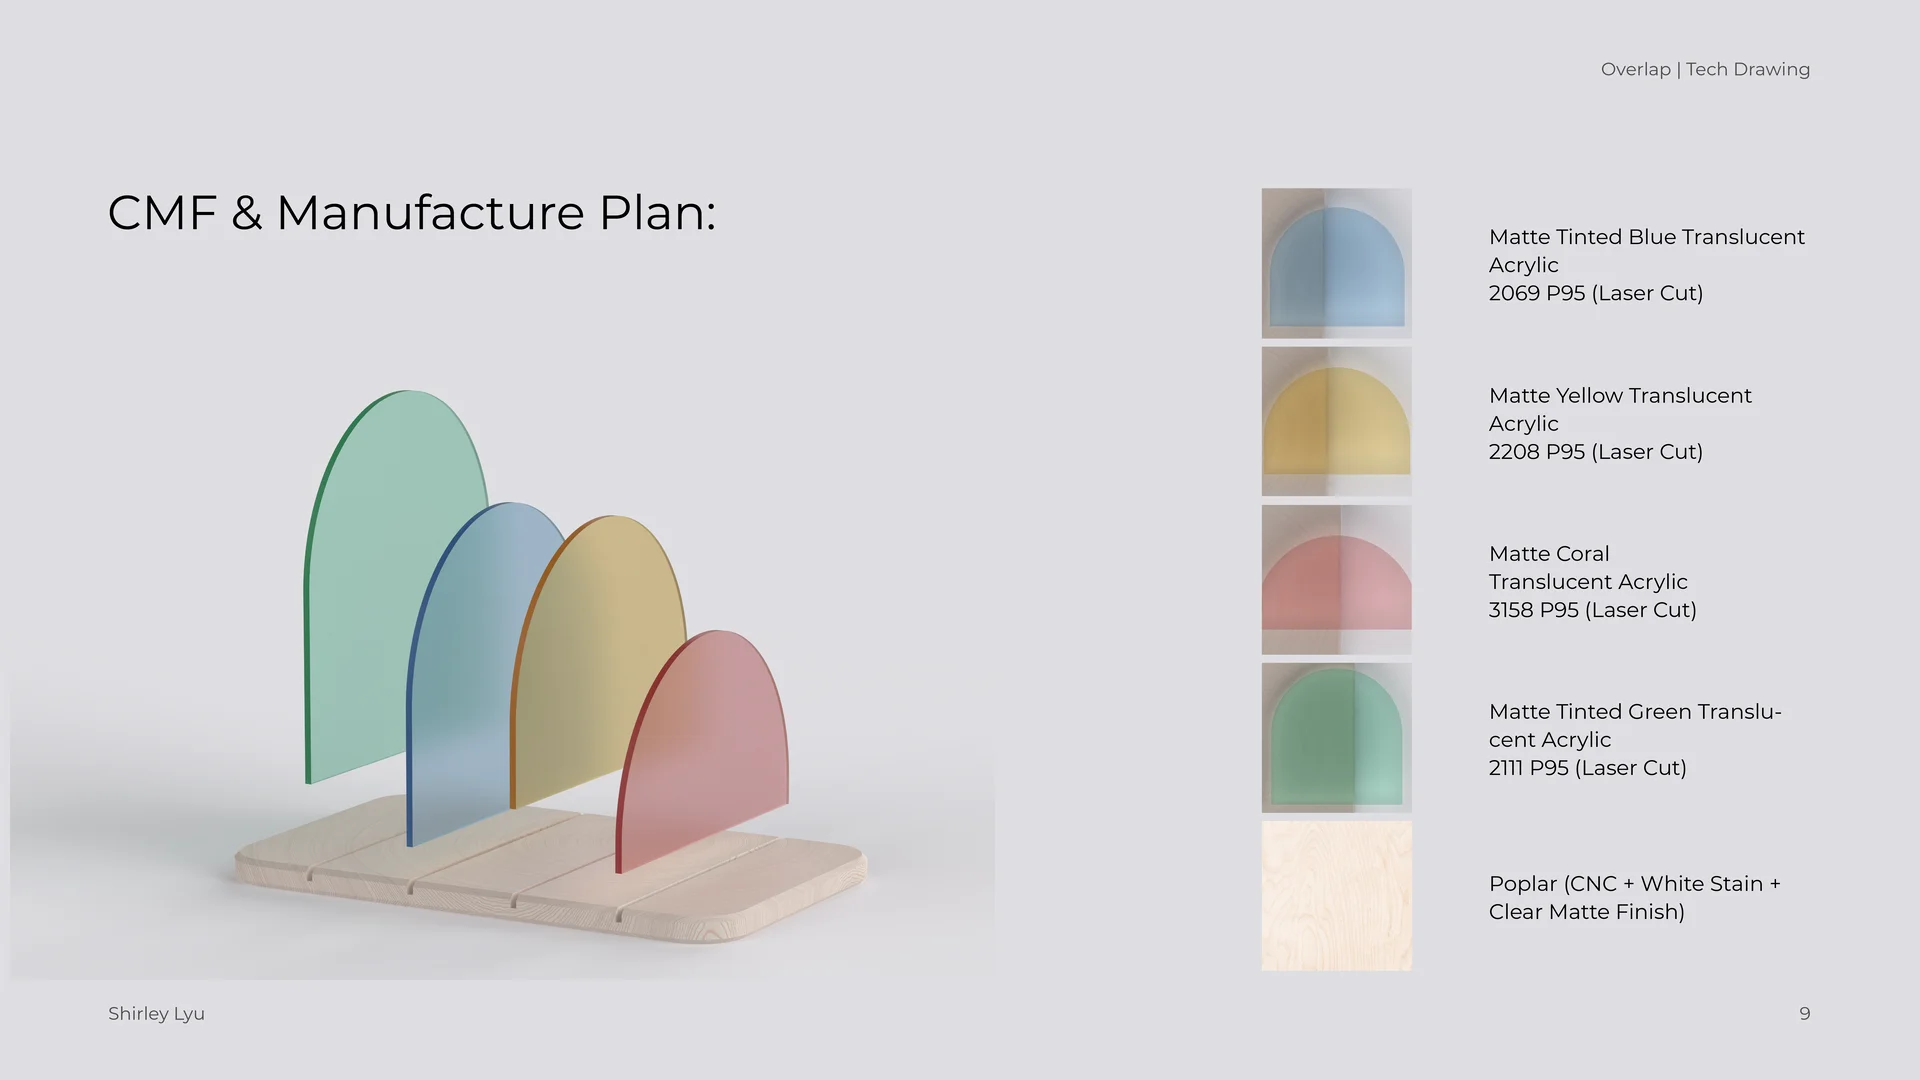 Overlap | Tech Drawing
CMF & Manufacture Plan:
Matte Tinted Blue Translucent
Acrylic
2069 P95 (Laser Cut)
Matte Yellow Translucent
Acrylic
2208 P95 (Laser Cut)
Matte Coral
Translucent Acrylic
3158 P95 (Laser Cut)
Matte Tinted Green Translu-
cent Acrylic
2111 P95 (Laser Cut)
Poplar (CNC + White Stain +
Clear Matte Finish)
Shirley Lyu
9